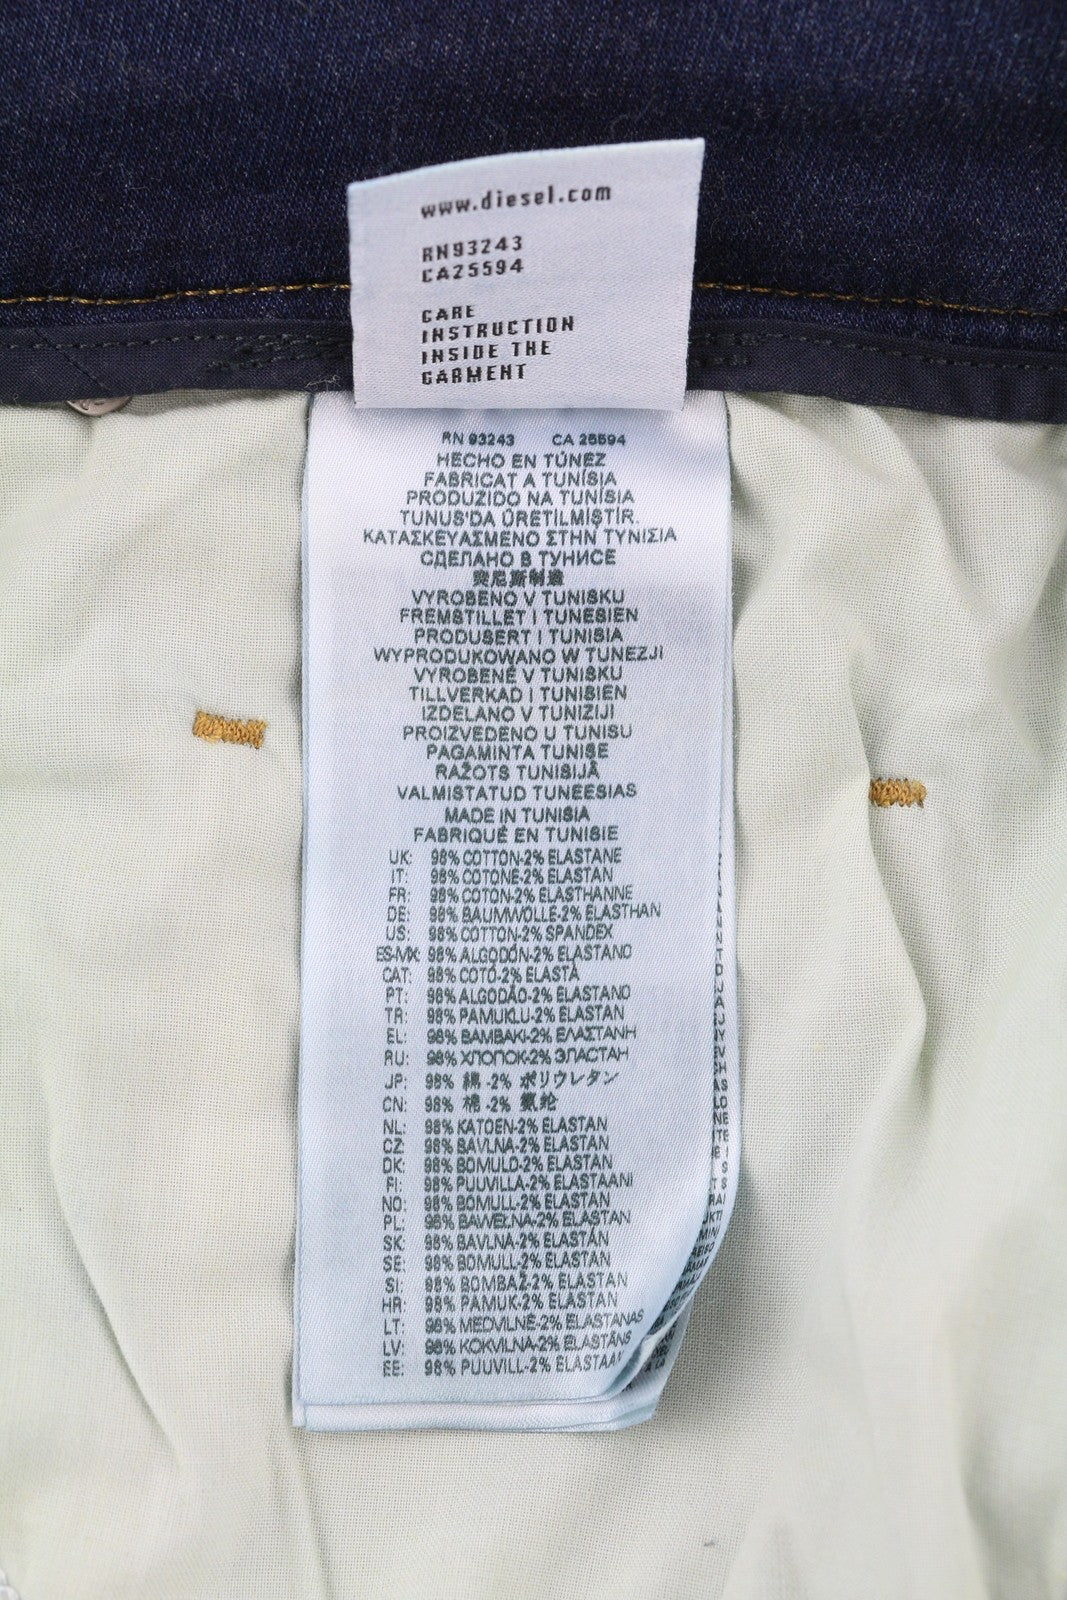 www.diesel.com
RN93243
CA25594
CARE
INSTRUCTION
INSIDE THE
GARMENT
RN 93243 CA 25594
HECHO EN TÚNEZ
FABRICAT A TUNÍSIA
PRODUZIDO NA TUNÍSIA
TUNUS'DA ÜRETİLMİŞTİR.
ΚΑΤΑΣΚΕΥΑΣΜΕΝΟ ΣΤΗΝ ΤΥΝΙΣΙΑ
СДЕЛАНО В ТУНИСЕ
突尼斯制造
VYROBENO V TUNISKU
FREMSTILLET I TUNESIEN
PRODUSERT I TUNISIA
WYPRODUKOWANO W TUNEZJI
VYROBENÉ V TUNISKU
TILLVERKAD I TUNISIEN
IZDELANO V TUNIZIJI
PROIZVEDENO U TUNISU
PAGAMINTA TUNISE
RAŽOTS TUNISIJĀ
VALMISTATUD TUNEESIAS
MADE IN TUNISIA
FABRIQUÉ EN TUNISIE
UK: 98% COTTON-2% ELASTANE
IT: 98% COTONE-2% ELASTAN
FR: 98% COTON-2% ELASTHANNE
DE: 98% BAUMWOLLE-2% ELASTHAN
US: 98% COTTON-2% SPANDEX
ES-MX: 98% ALGODÓN-2% ELASTANO
CAT: 98% COTÓ-2% ELASTÀ
PT: 98% ALGODÃO-2% ELASTANO
TR: 98% PAMUKLU-2% ELASTAN
EL: 98% ΒΑΜΒΑΚΙ-2% ΕΛΑΣΤΑΝΗ
RU: 98% ХЛОПОК-2% ЭЛАСТАН
JP: 98% 綿 -2% ポリウレタン
CN: 98% 棉 -2% 氨纶
NL: 98% KATOEN-2% ELASTAN
CZ: 98% BAVLNA-2% ELASTAN
DK: 98% BOMULD-2% ELASTAN
FI: 98% PUUVILLA-2% ELASTAANI
NO: 98% BOMULL-2% ELASTAN
PL: 98% BAWEŁNA-2% ELASTAN
SK: 98% BAVLNA-2% ELASTÁN
SE: 98% BOMULL-2% ELASTAN
SI: 98% BOMBAŽ-2% ELASTAN
HR: 98% PAMUK-2% ELASTAN
LT: 98% MEDVILNĖ-2% ELASTANAS
LV: 98% KOKVILNA-2% ELASTĀNS
EE: 98% PUUVILL-2% ELASTAAN